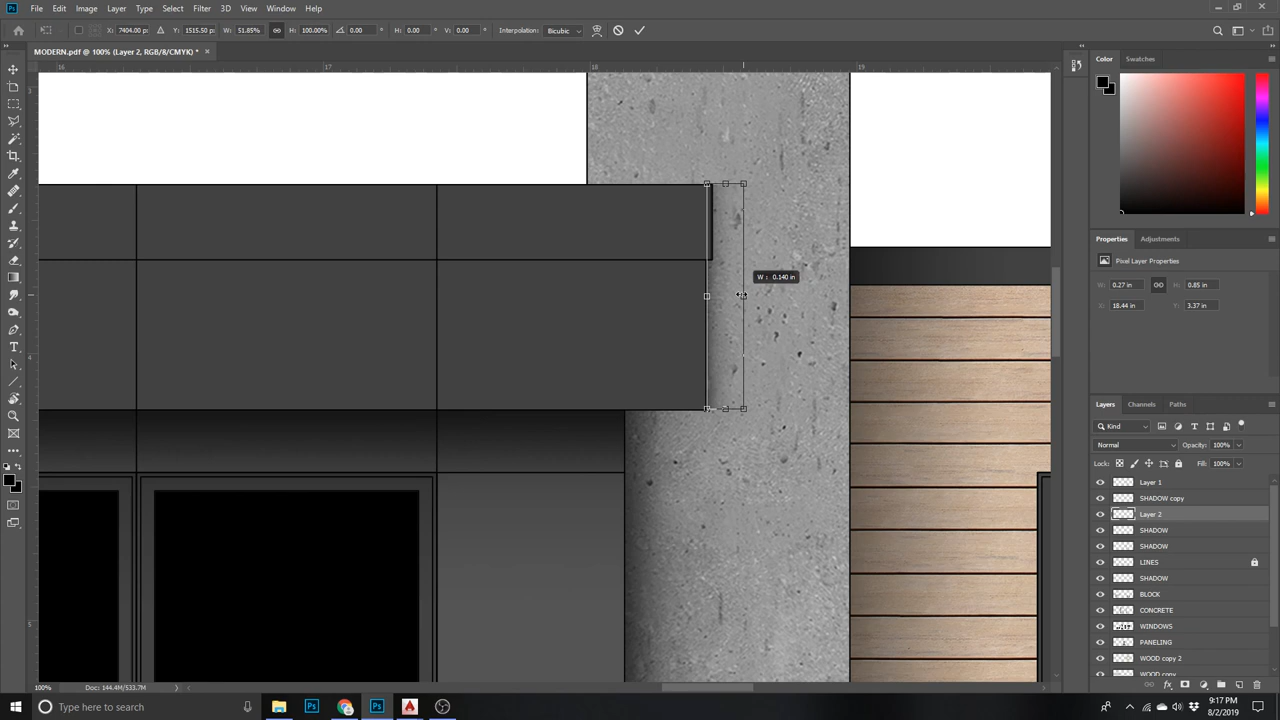 File Edit Image Layer Type Select Filter 3D View Window Help
X: 7404.00 p: Y: 1515.50 p: W: 51.85% H: 100.00% 0.00 H: 0.00 V: 0.00 Interpolation: Bicubic
MODERN.pdf @ 100% (Layer 2, RGB/8/CMYK) * ×
16 17 18 19
3
4
5
W : 0.140 in
Color Swatches
Properties Adjustments
Pixel Layer Properties
W: 0.27 in H: 0.85 in
X: 18.44 in Y: 3.37 in
Layers Channels Paths
Kind
Normal Opacity: 100%
Lock: Fill: 100%
Layer 1
SHADOW copy
Layer 2
SHADOW
SHADOW
LINES
SHADOW
BLOCK
CONCRETE
WINDOWS
PANELING
WOOD copy 2
WOOD copy
100% Doc: 144.4M/533.7M
Type here to search
9:17 PM
8/2/2019